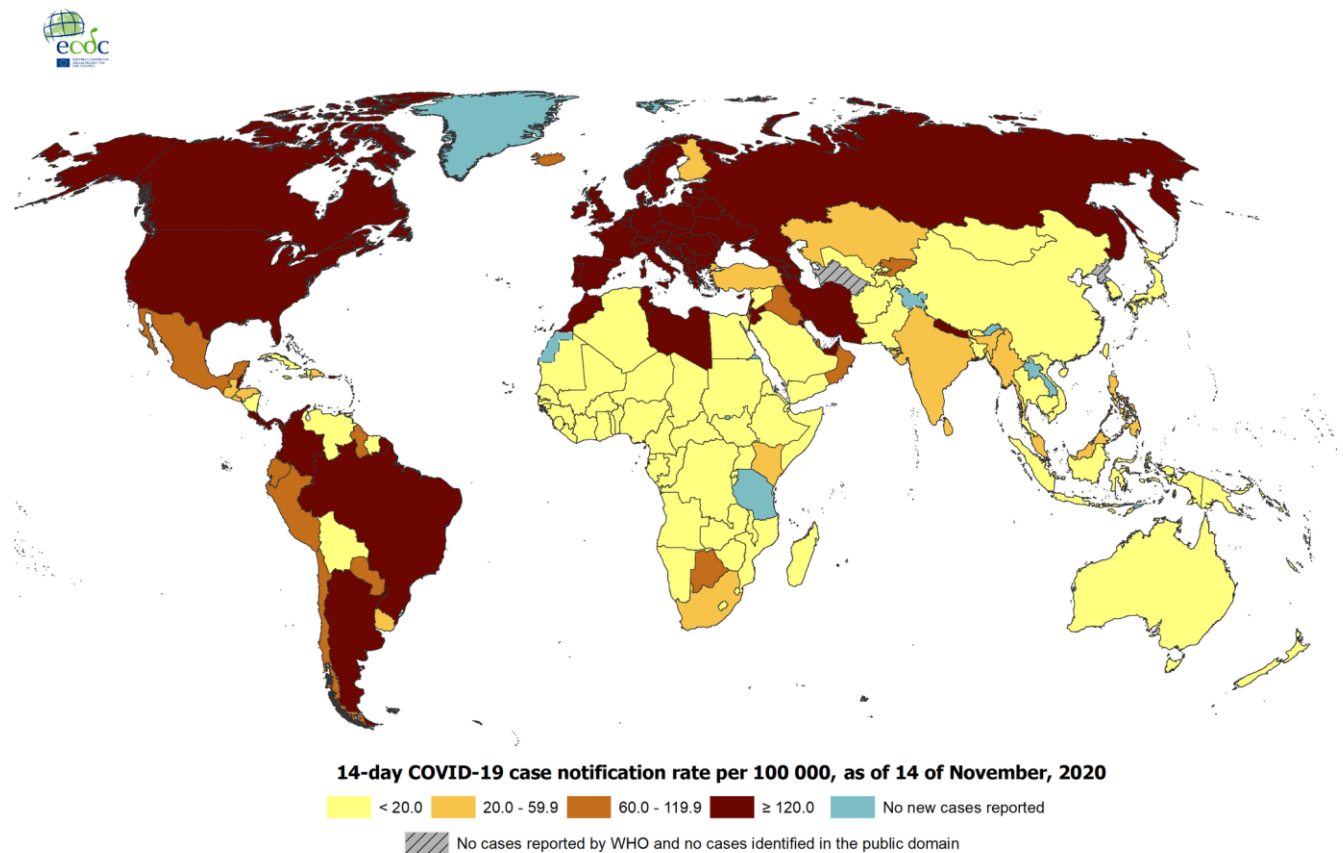 ecdc
14-day COVID-19 case notification rate per 100 000, as of 14 of November, 2020
< 20.0 20.0 - 59.9 60.0 - 119.9 ≥ 120.0 No new cases reported
No cases reported by WHO and no cases identified in the public domain